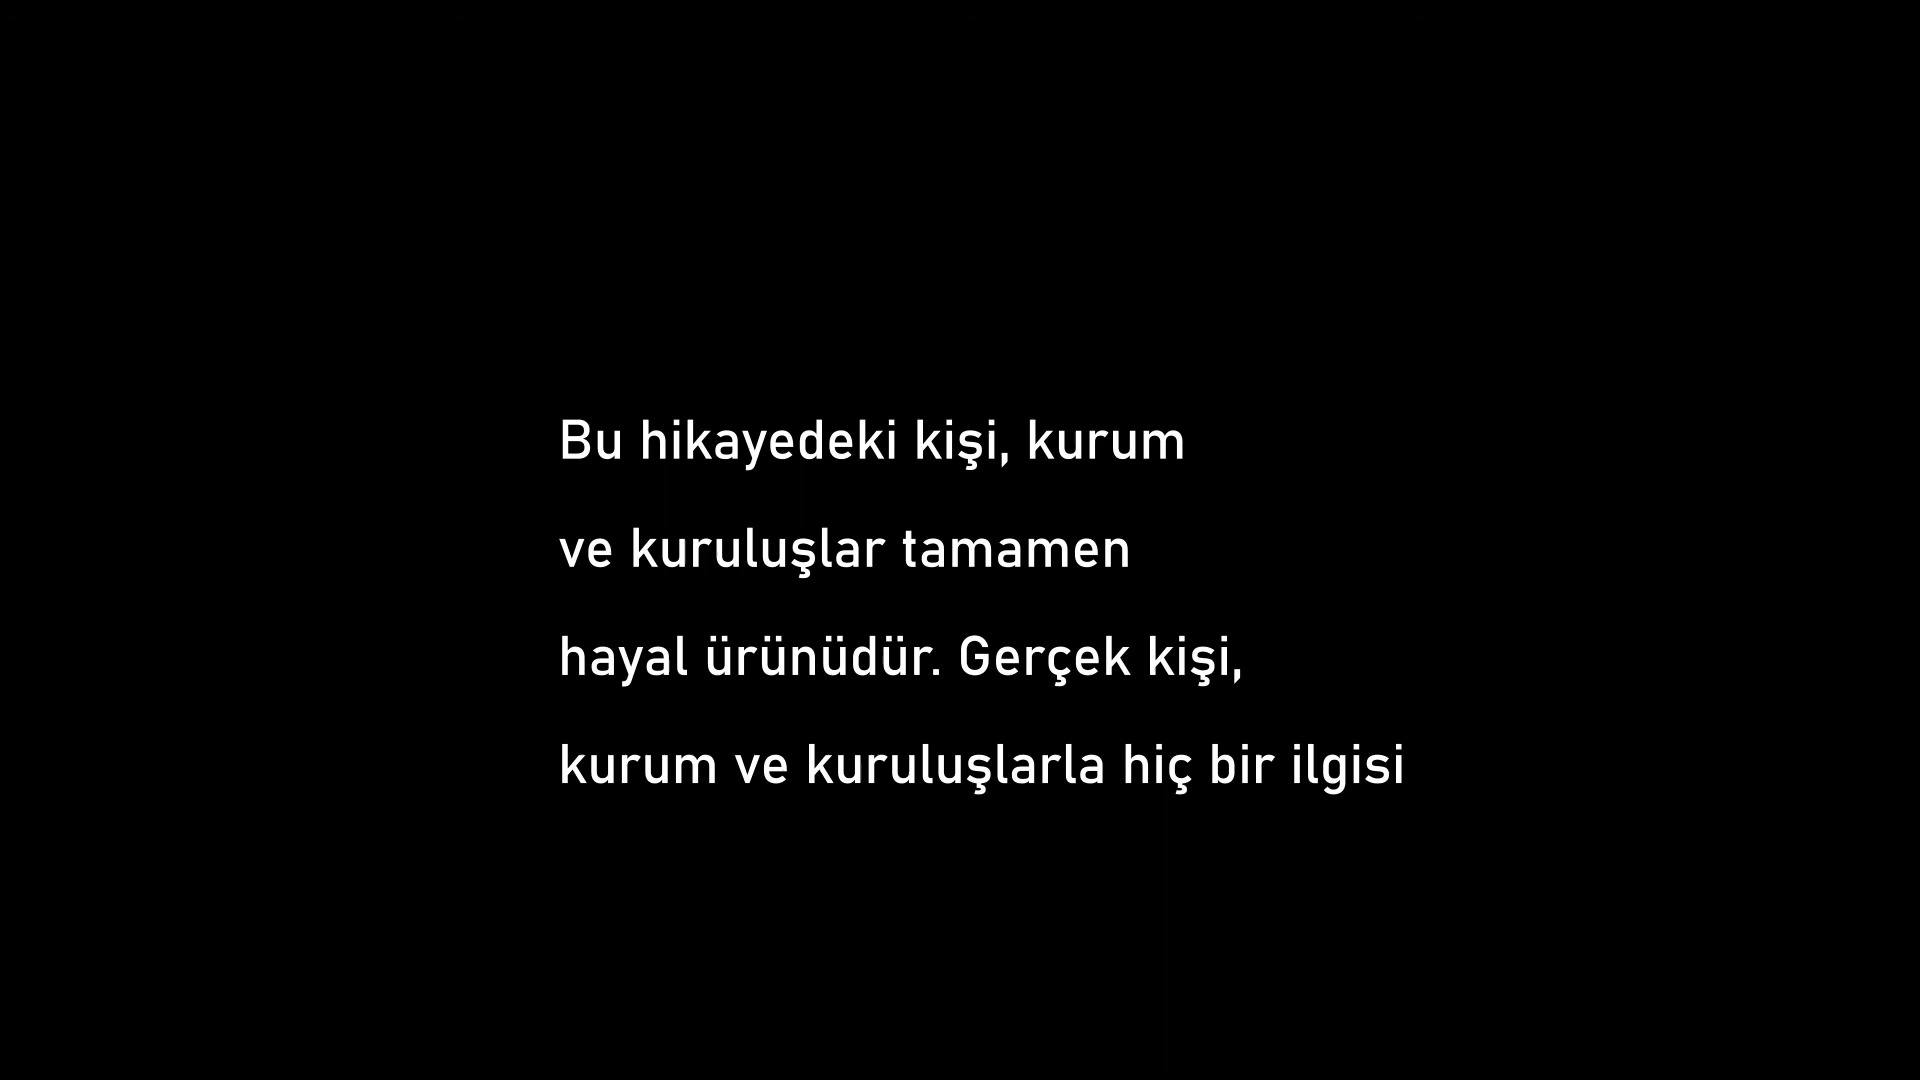 Bu hikayedeki kişi, kurum
ve kuruluşlar tamamen
hayal ürünüdür. Gerçek kişi,
kurum ve kuruluşlarla hiç bir ilgisi